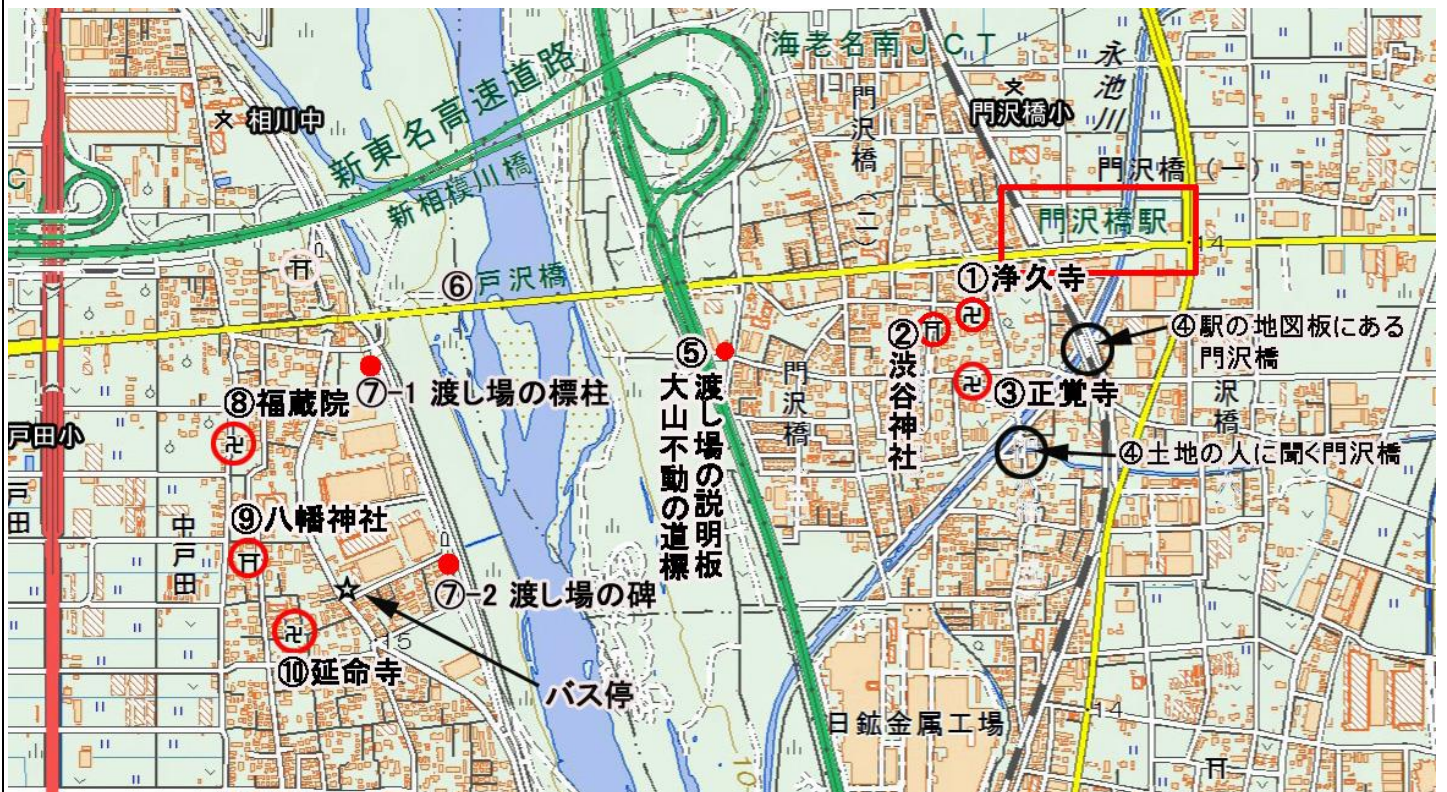 海老名南JCT
永池川
相川中
門沢橋小
新東名高速道路
新相模川橋
門沢橋(二)
門沢橋(一)
門沢橋駅
14
C
①浄久寺
⑥戸沢橋
②渋谷神社
④駅の地図板にある
門沢橋
⑤渡し場の説明板
大山不動の道標
門沢橋
③正覚寺
沢橋
⑦-1 渡し場の標柱
⑧福蔵院
戸田小
④土地の人に聞く門沢橋
戸田
⑨八幡神社
中戸田
⑦-2 渡し場の碑
15
⑩延命寺
バス停
日鉱金属工場
14
10